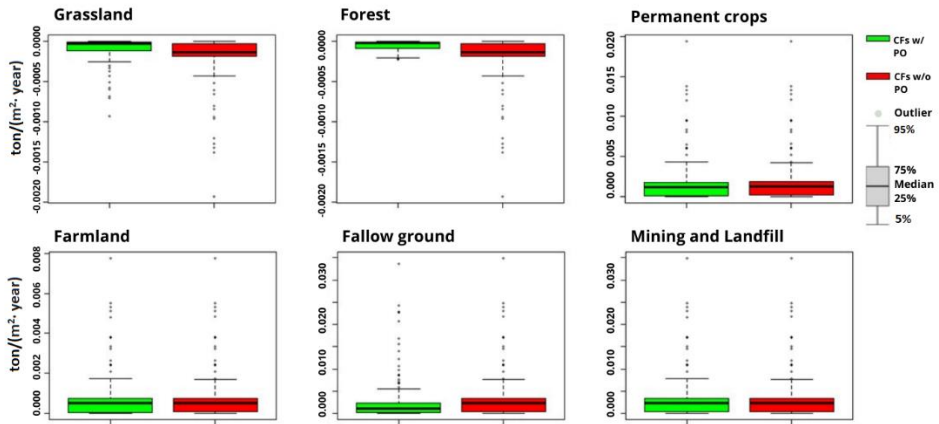 Grassland
ton/(m²· year)
0.0000
-0.0005
-0.0010
-0.0015
-0.0020
Forest
0.0000
-0.0005
-0.0010
-0.0015
-0.0020
Permanent crops
0.020
0.015
0.010
0.005
0.000
CFs w/
PO
CFs w/o
PO
Outlier
95%
75%
Median
25%
5%
Farmland
ton/(m²· year)
0.008
0.006
0.004
0.002
0.000
Fallow ground
0.030
0.020
0.010
0.000
Mining and Landfill
0.030
0.020
0.010
0.000